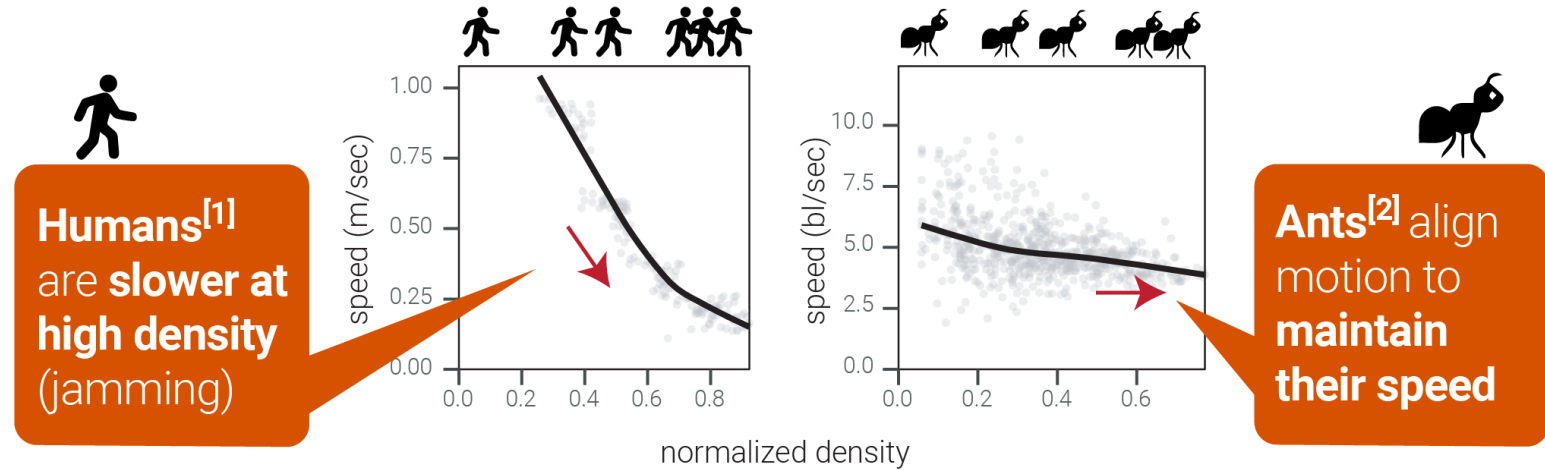 Humans[1]
are slower at
high density
(jamming)
speed (m/sec)
1.00
0.75
0.50
0.25
0.00
0.0 0.2 0.4 0.6 0.8
speed (bl/sec)
10.0
7.5
5.0
2.5
0.0
0.0 0.2 0.4 0.6
normalized density
Ants[2] align
motion to
maintain
their speed